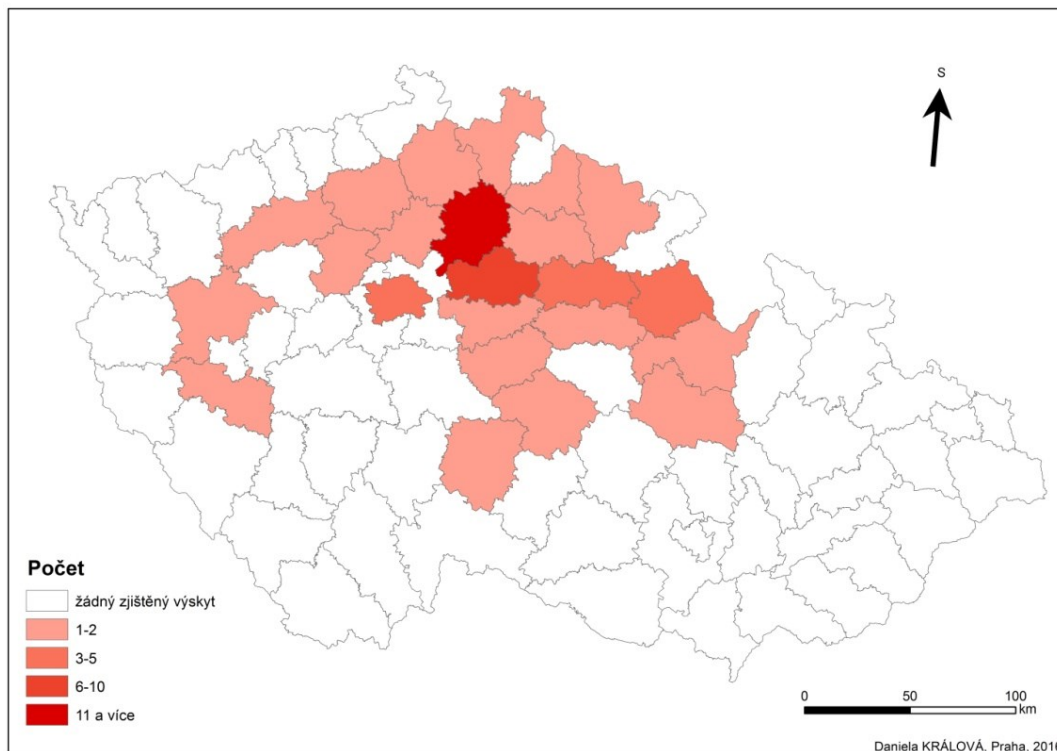 S
Počet
žádný zjištěný výskyt
1-2
3-5
6-10
11 a více
0 50 100
km
Daniela KRÁLOVÁ, Praha, 2016